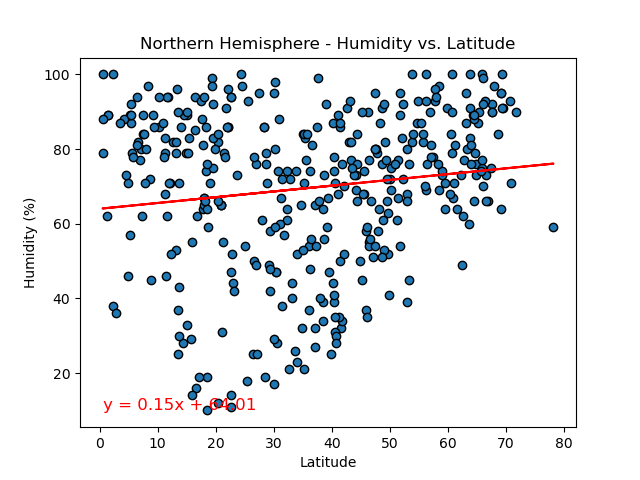 Northern Hemisphere - Humidity vs. Latitude
100
80
60
40
20
Humidity (%)
y = 0.15x + 64.01
0 10 20 30 40 50 60 70 80
Latitude